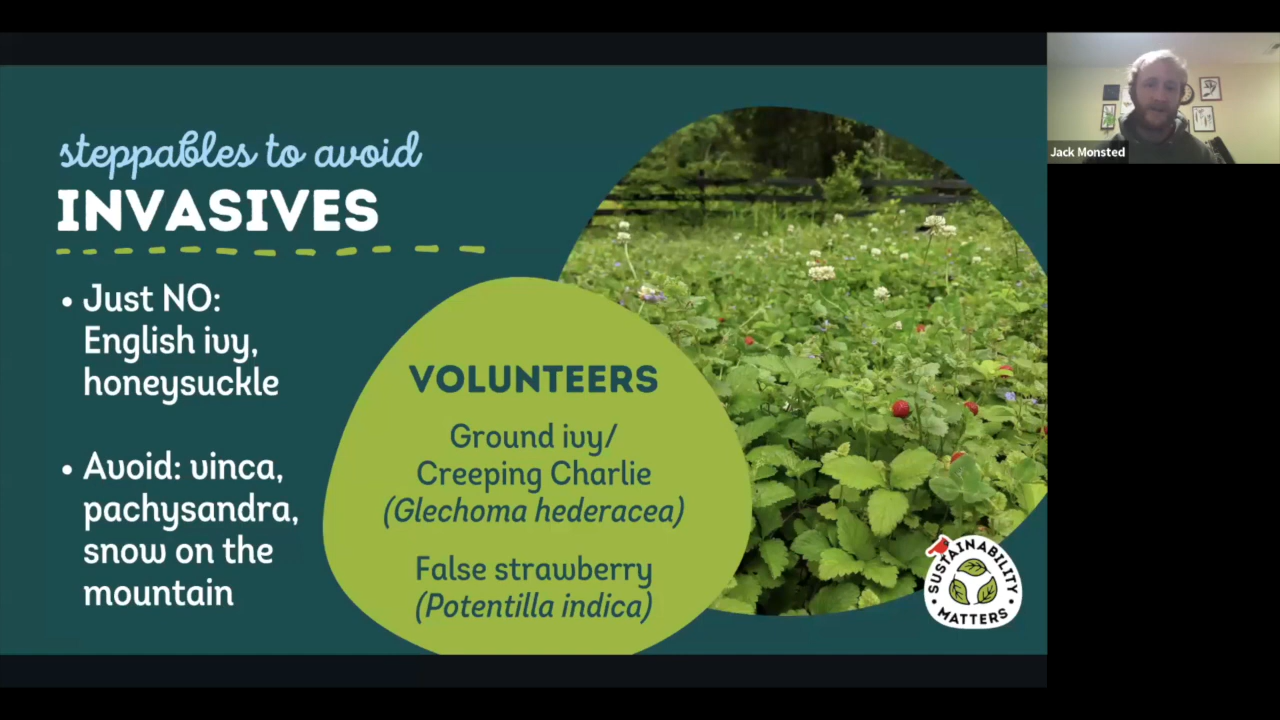 steppables to avoid
INVASIVES
• Just NO:
English ivy,
honeysuckle
• Avoid: vinca,
pachysandra,
snow on the
mountain
VOLUNTEERS
Ground ivy/
Creeping Charlie
(Glechoma hederacea)
False strawberry
(Potentilla indica)
SUSTAINABILITY
MATTERS
Jack Monsted